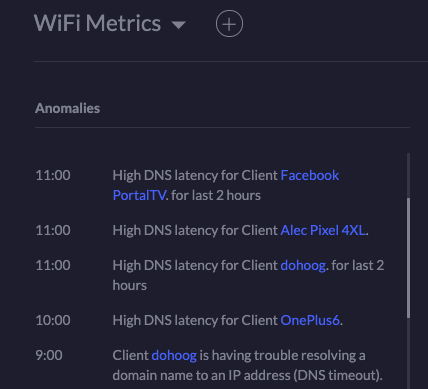 WiFi Metrics
Anomalies
11:00 High DNS latency for Client Facebook
PortalTV. for last 2 hours
11:00 High DNS latency for Client Alec Pixel 4XL.
11:00 High DNS latency for Client dohoog. for last 2
hours
10:00 High DNS latency for Client OnePlus6.
9:00 Client dohoog is having trouble resolving a
domain name to an IP address (DNS timeout).